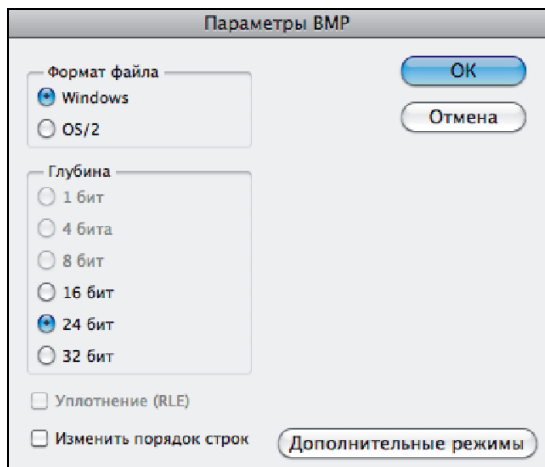 Параметры BMP
Формат файла
Windows
OS/2
OK
Отмена
Глубина
1 бит
4 бита
8 бит
16 бит
24 бит
32 бит
Уплотнение (RLE)
Изменить порядок строк
Дополнительные режимы